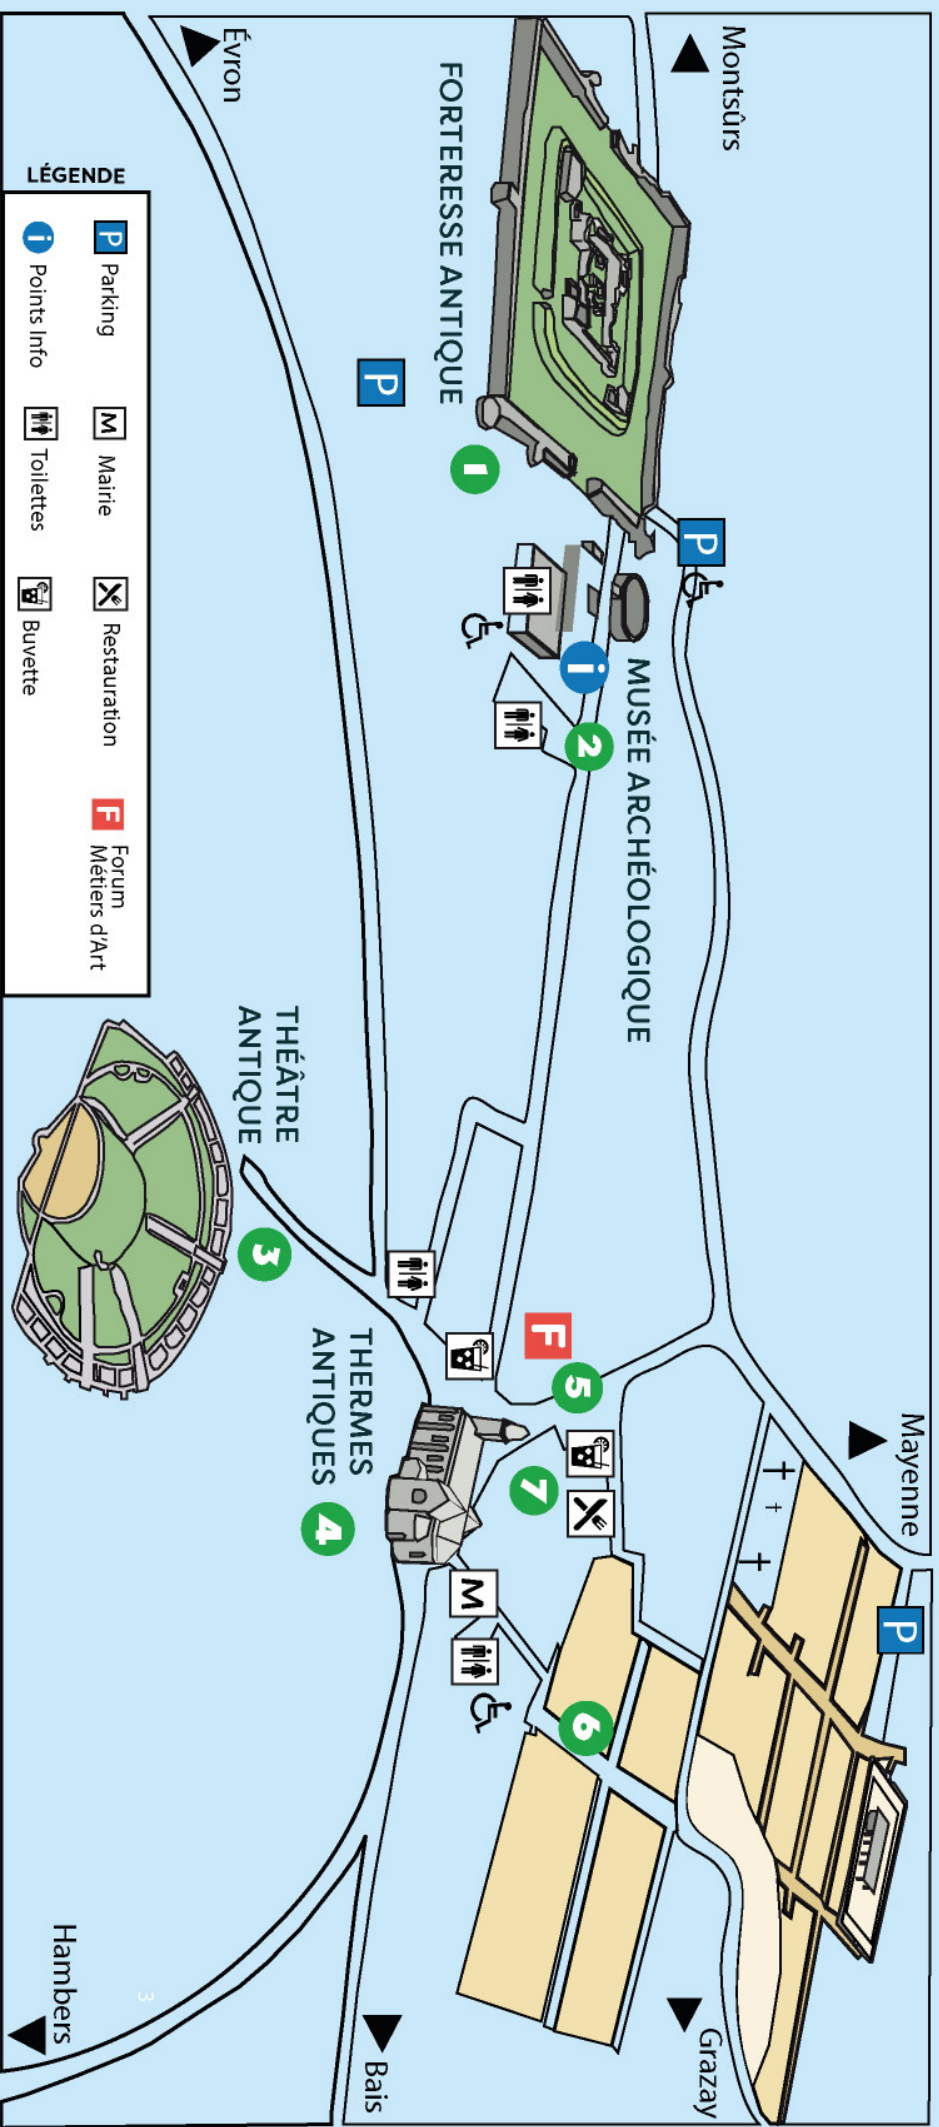 Montsûrs
Mayenne
Grazay
MUSÉE ARCHÉOLOGIQUE
P
P
FORTERESSE ANTIQUE
1
i
2
F
5
7
6
P
M
Évron
THERMES
ANTIQUES
4
Bais
THÉÂTRE
ANTIQUE
3
Hambers
3
LÉGENDE
P Parking
M Mairie
Restauration
F Forum
Métiers d'Art
i Points Info
Toilettes
Buvette